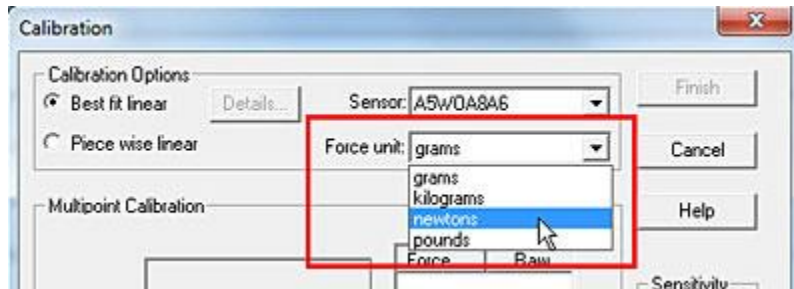 Calibration
Calibration Options
Best fit linear Details... Sensor: A5W0A8A6 Finish
Piece wise linear Force unit: grams Cancel
grams
kilograms
Multipoint Calibration newtons Help
pounds
Force Raw
Sensitivity